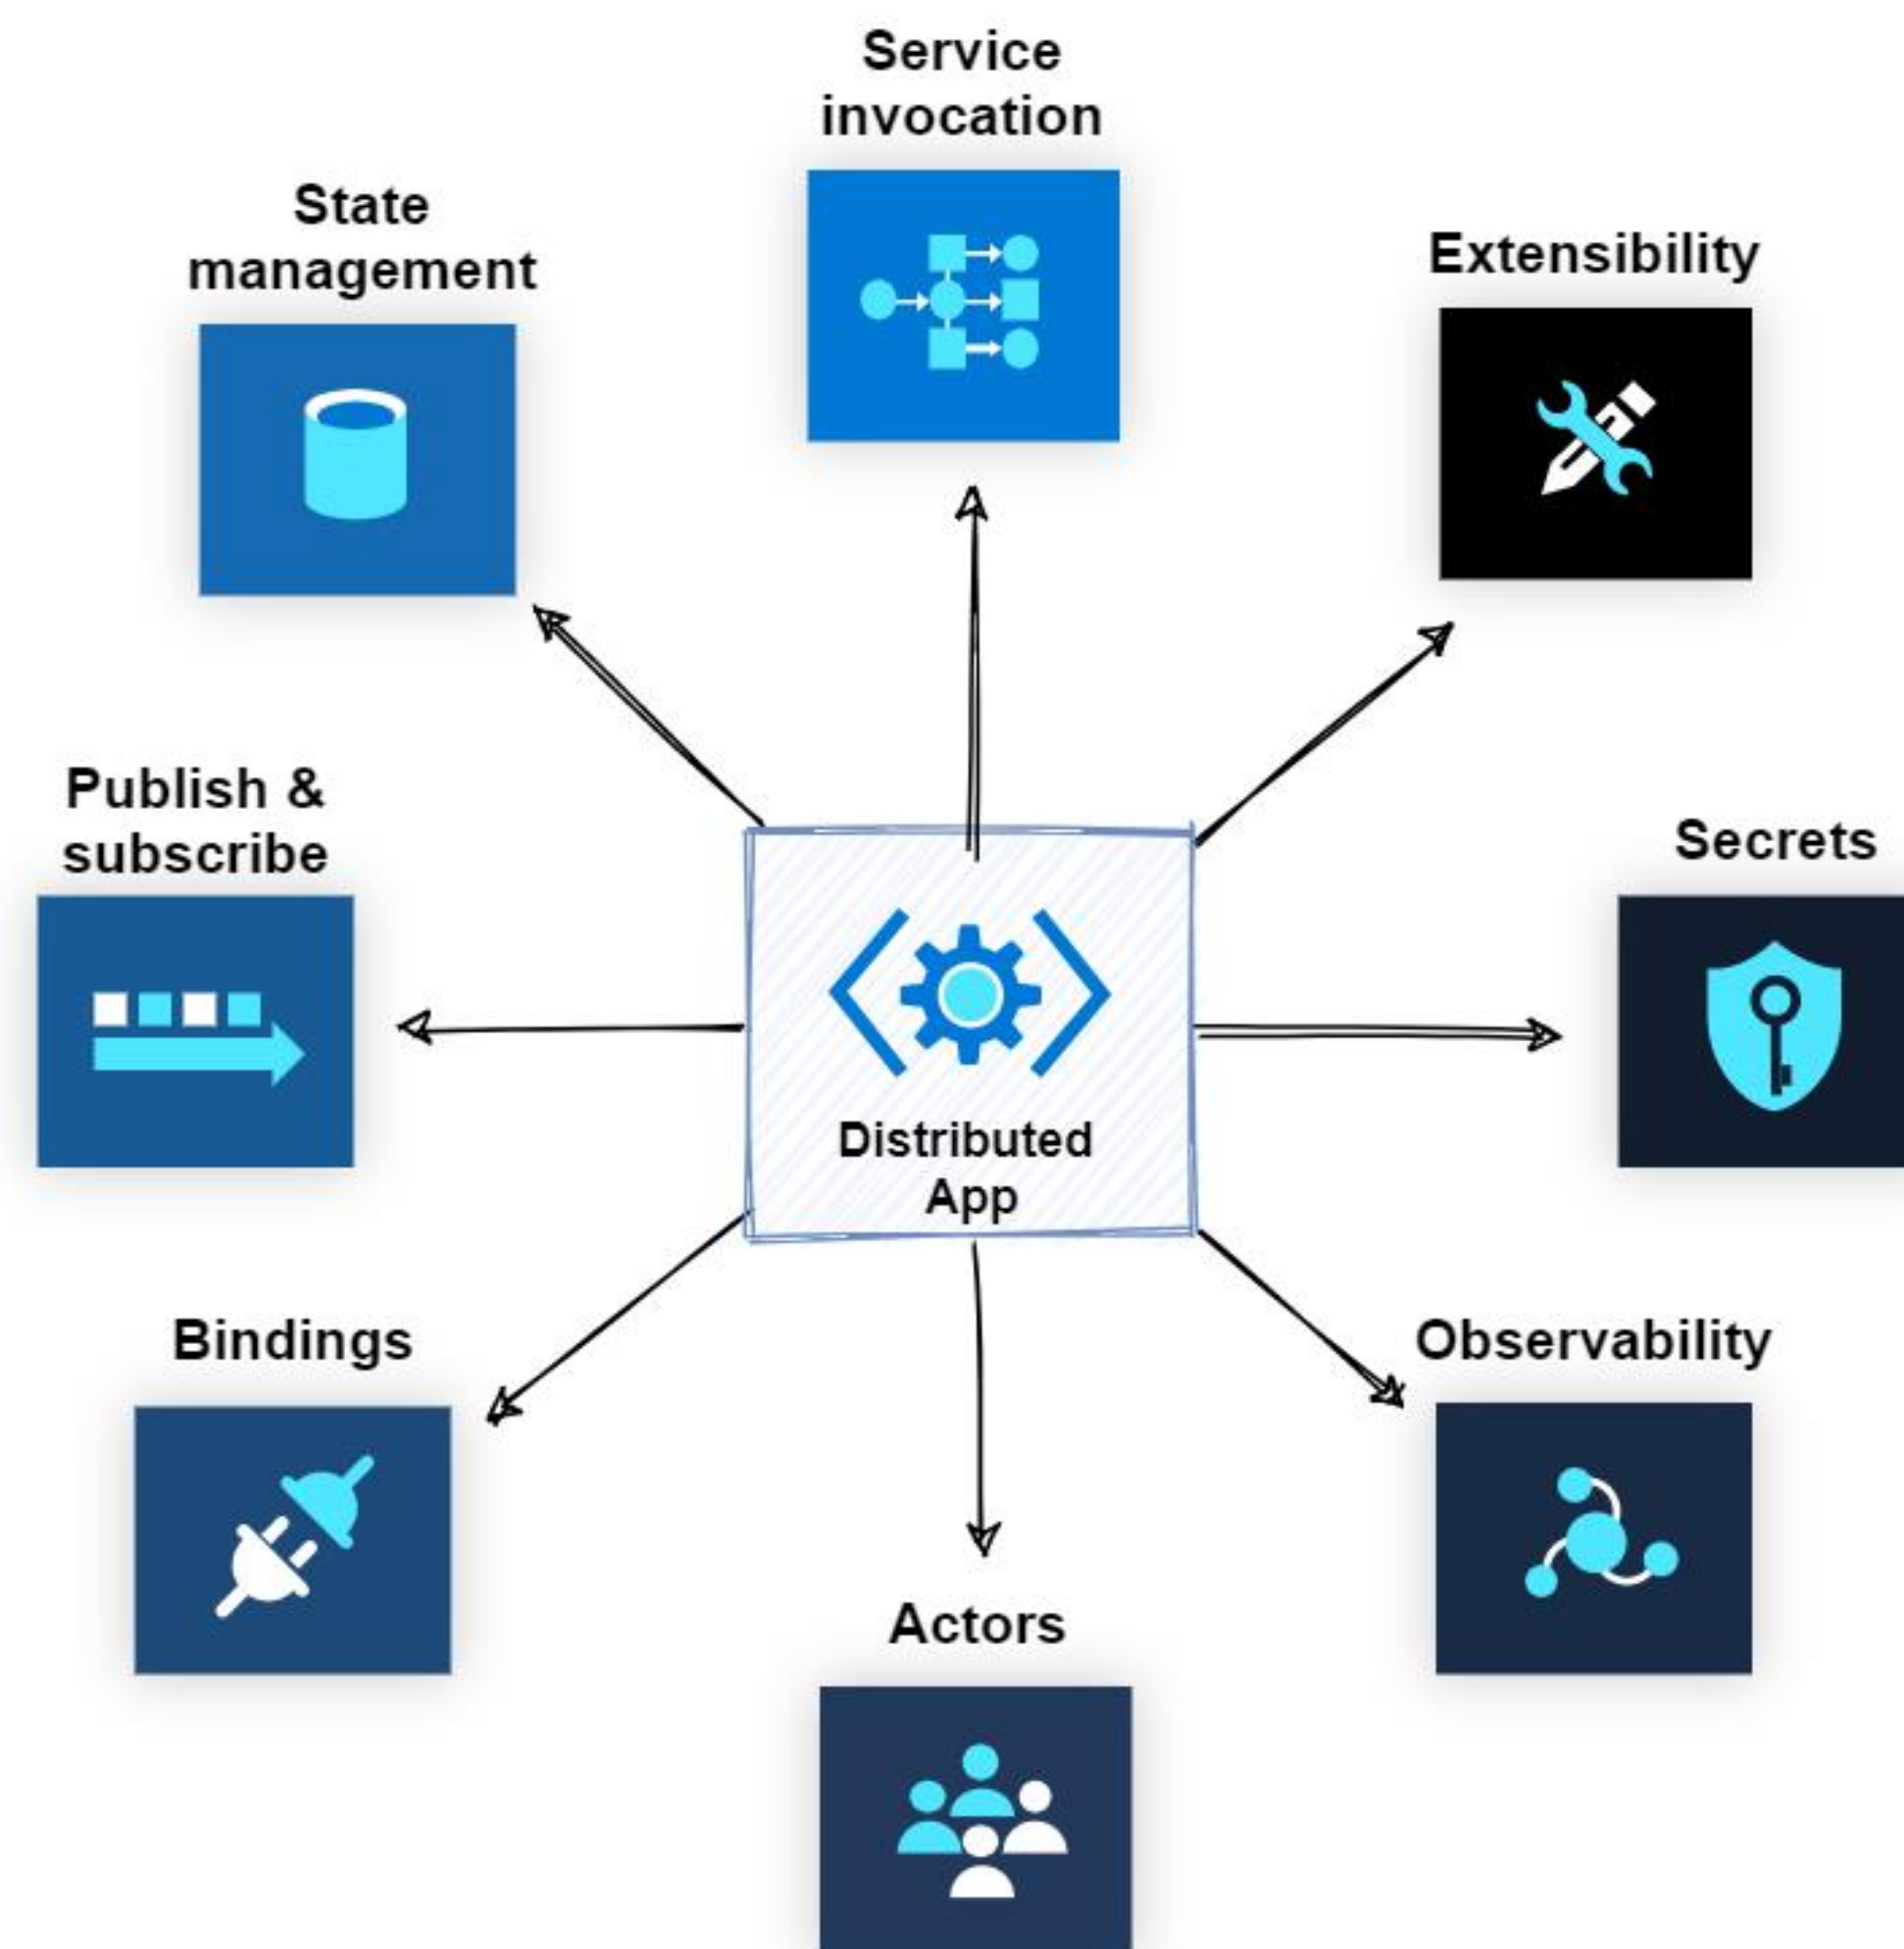 Service
invocation
State
management
Extensibility
Publish &
subscribe
Secrets
Distributed
App
Bindings
Observability
Actors